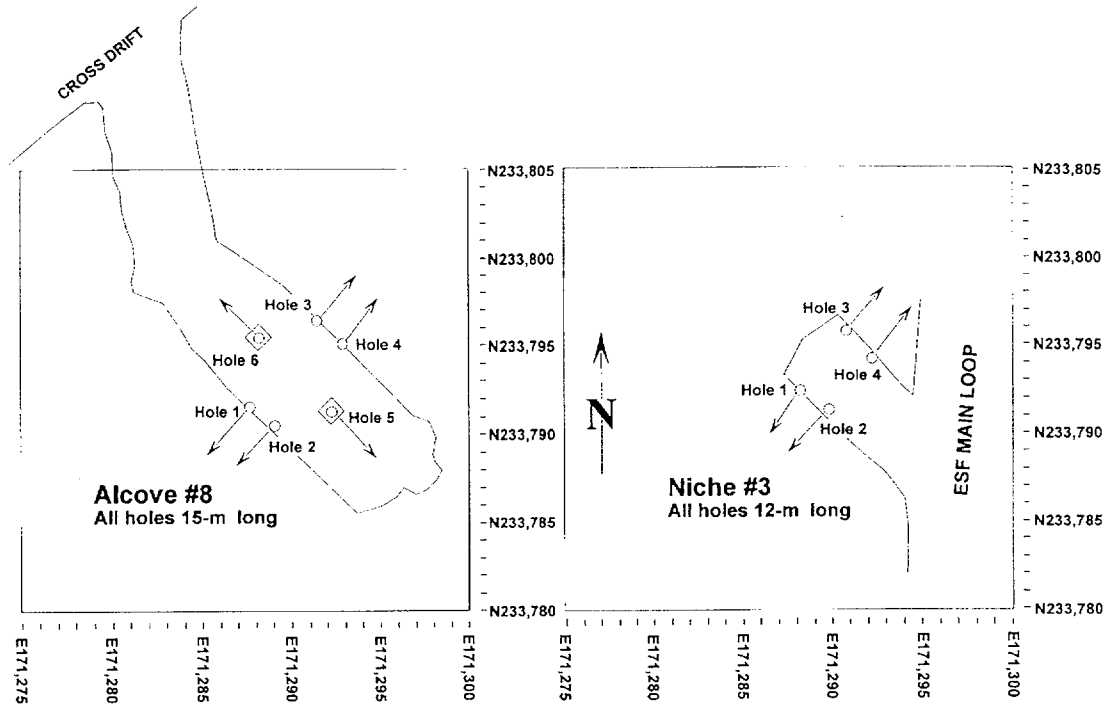 CROSS DRIFT
Hole 3
Hole 4
Hole 6
Hole 1
Hole 5
Hole 2
Alcove #8
All holes 15-m long
N233,805
N233,800
N233,795
N233,790
N233,785
N233,780
E171,275
E171,280
E171,285
E171,290
E171,295
E171,300
N
Hole 3
Hole 4
Hole 1
Hole 2
Niche #3
All holes 12-m long
ESF MAIN LOOP
N233,805
N233,800
N233,795
N233,790
N233,785
N233,780
E171,275
E171,280
E171,285
E171,290
E171,295
E171,300